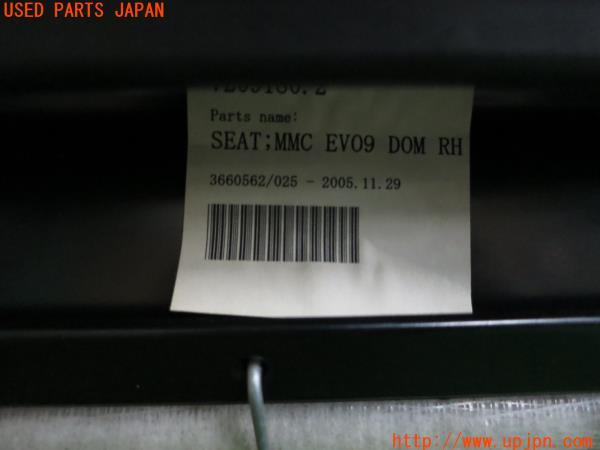 USED PARTS JAPAN
Parts name:
SEAT;MMC EVO9 DOM RH
3660562/025 - 2005.11.29
http://www.upjpn.com/